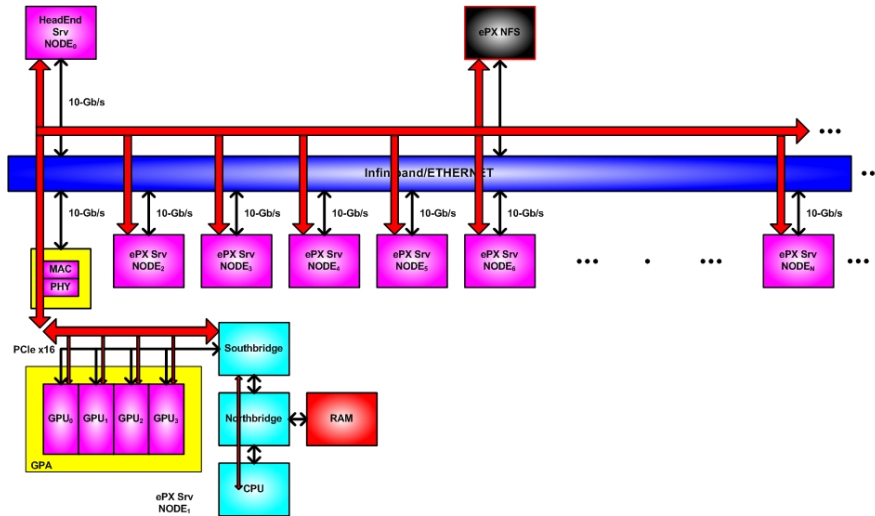 HeadEnd
Srv
NODE₀
ePX NFS
10-Gb/s
...
Infiniband/ETHERNET
..
10-Gb/s
10-Gb/s
10-Gb/s
10-Gb/s
10-Gb/s
10-Gb/s
10-Gb/s
ePX Srv
NODE₂
ePX Srv
NODE₃
ePX Srv
NODE₄
ePX Srv
NODE₅
ePX Srv
NODE₆
... . ...
ePX Srv
NODEₙ
...
MAC
PHY
PCIe x16
Southbridge
GPU₀
GPU₁
GPU₂
GPU₃
Northbridge
RAM
GPA
CPU
ePX Srv
NODE₁